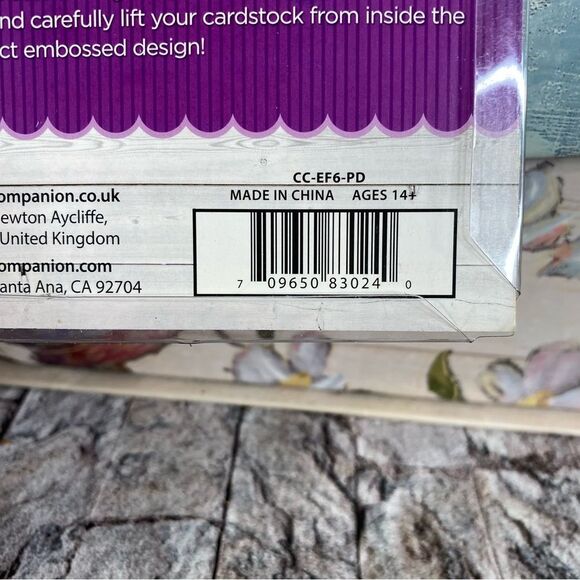 nd carefully lift your cardstock from inside the
ct embossed design!
CC-EF6-PD
MADE IN CHINA AGES 14+
ompanion.co.uk
ewton Aycliffe,
United Kingdom
ompanion.com
anta Ana, CA 92704
7 09650 83024 0